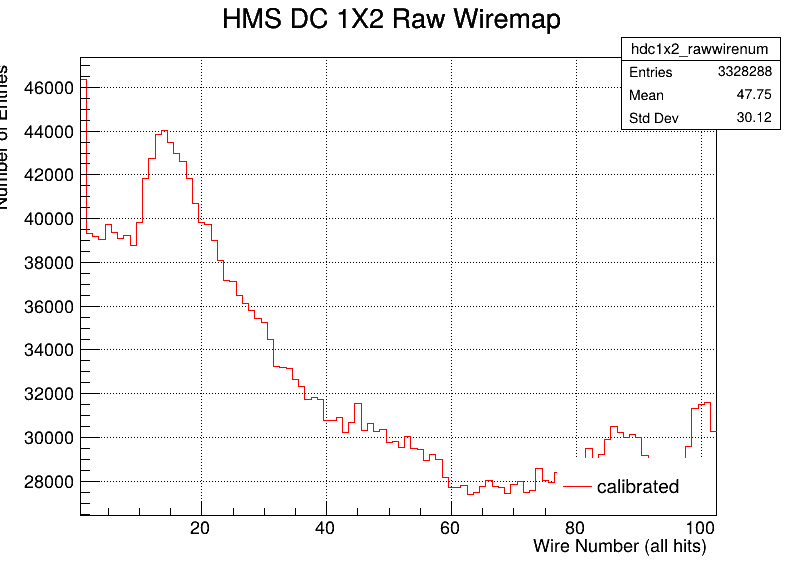 HMS DC 1X2 Raw Wiremap
hdc1x2_rawwirenum
Entries 3328288
Mean 47.75
Std Dev 30.12
Number of Entries
46000
44000
42000
40000
38000
36000
34000
32000
30000
28000
calibrated
20 40 60 80 100
Wire Number (all hits)